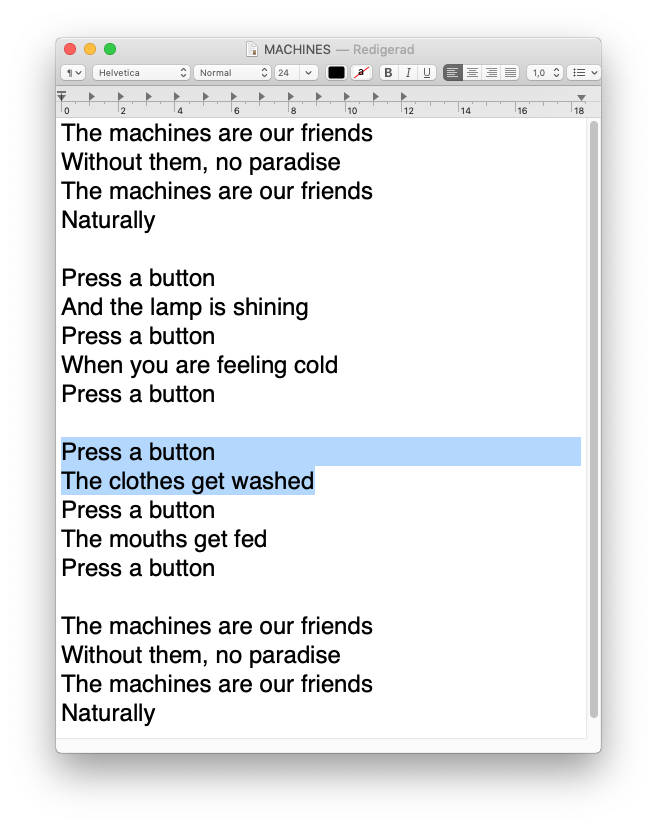 MACHINES — Redigerad
¶ Helvetica Normal 24 a B I U 1,0
0 2 4 6 8 10 12 14 16 18
The machines are our friends
Without them, no paradise
The machines are our friends
Naturally
Press a button
And the lamp is shining
Press a button
When you are feeling cold
Press a button
Press a button
The clothes get washed
Press a button
The mouths get fed
Press a button
The machines are our friends
Without them, no paradise
The machines are our friends
Naturally